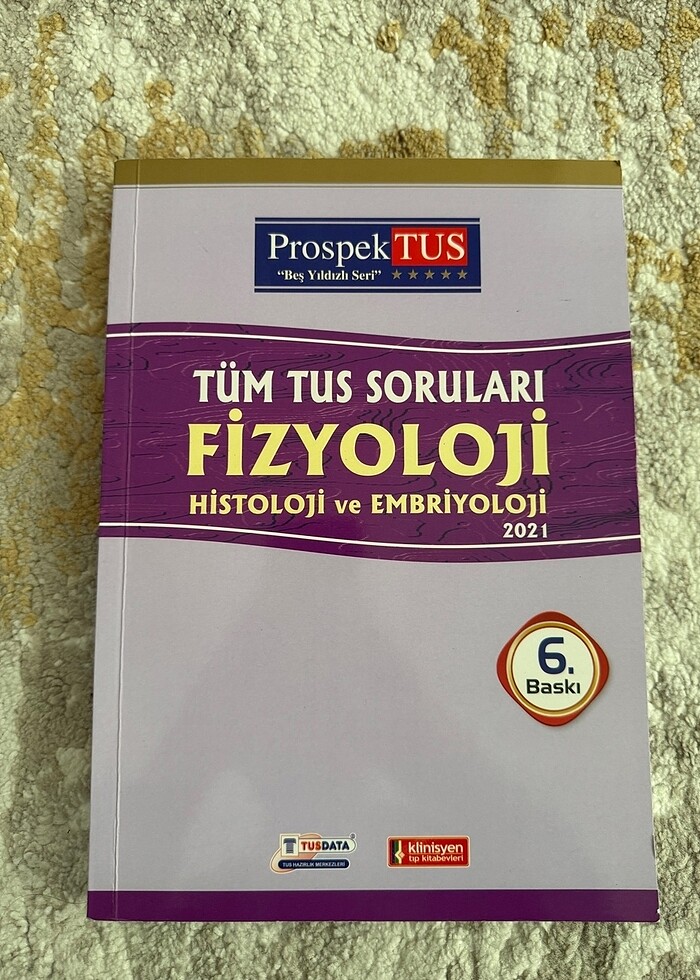 ProspekTUS
“Beş Yıldızlı Seri”
TÜM TUS SORULARI
FİZYOLOJİ
HİSTOLOJİ ve EMBRİYOLOJİ
2021
6.
Baskı
T TUSDATA
TUS HAZIRLIK MERKEZLERİ
klinisyen
tıp kitabevleri